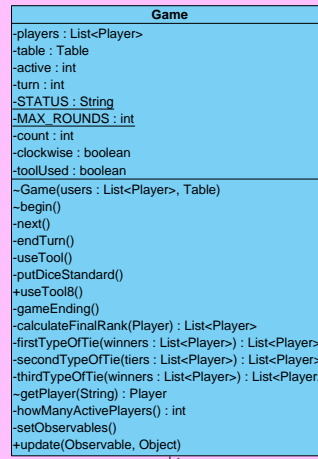 Game
-players : List<Player>
-table : Table
-active : int
-turn : int
-STATUS : String
-MAX_ROUNDS : int
-count : int
-clockwise : boolean
-toolUsed : boolean
~Game(users : List<Player>, Table)
~begin()
-next()
-endTurn()
-useTool()
-putDiceStandard()
+useTool8()
-gameEnding()
-calculateFinalRank(Player) : List<Player>
-firstTypeOfTie(winners : List<Player>) : List<Player>
-secondTypeOfTie(tiers : List<Player>) : List<Player>
-thirdTypeOfTie(winners : List<Player>) : List<Player
~getPlayer(String) : Player
-howManyActivePlayers() : int
-setObservables()
+update(Observable, Object)